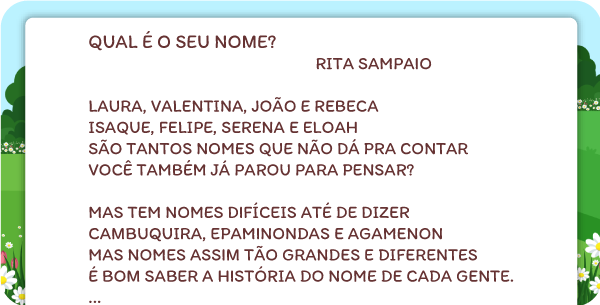 QUAL É O SEU NOME?
RITA SAMPAIO
LAURA, VALENTINA, JOÃO E REBECA
ISAQUE, FELIPE, SERENA E ELOAH
SÃO TANTOS NOMES QUE NÃO DÁ PRA CONTAR
VOCÊ TAMBÉM JÁ PAROU PARA PENSAR?
MAS TEM NOMES DIFÍCEIS ATÉ DE DIZER
CAMBUQUIRA, EPAMINONDAS E AGAMENON
MAS NOMES ASSIM TÃO GRANDES E DIFERENTES
É BOM SABER A HISTÓRIA DO NOME DE CADA GENTE.
...